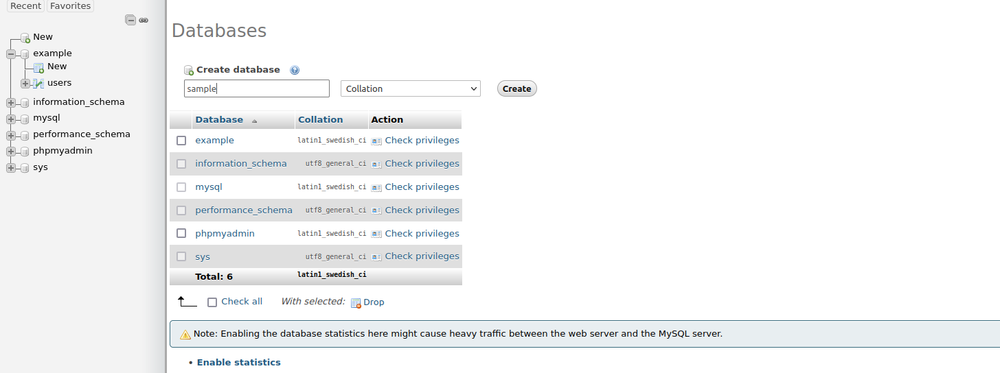 Recent Favorites
New
example
New
users
information_schema
mysql
performance_schema
phpmyadmin
sys
Databases
Create database
sample Collation Create
Database Collation Action
example latin1_swedish_ci Check privileges
information_schema utf8_general_ci Check privileges
mysql latin1_swedish_ci Check privileges
performance_schema utf8_general_ci Check privileges
phpmyadmin latin1_swedish_ci Check privileges
sys utf8_general_ci Check privileges
Total: 6 latin1_swedish_ci
Check all With selected: Drop
Note: Enabling the database statistics here might cause heavy traffic between the web server and the MySQL server.
• Enable statistics